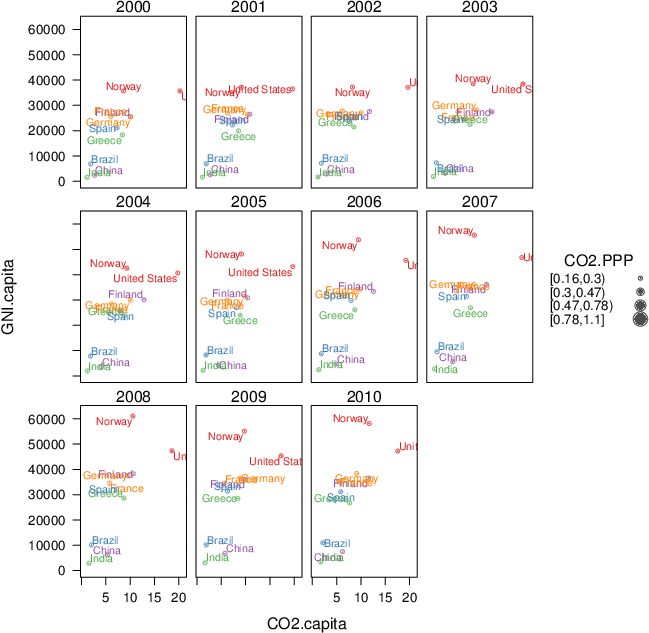 2000 2001 2002 2003
60000
50000
40000
30000
20000
10000
0
Norway
U
France
Finland
Germany
Spain
Greece
Brazil
China
India
Norway
United States
France
Germany
Finland
Spain
Greece
Brazil
China
India
Norway
Un
Germany
Finland
Greece
Brazil
China
India
Norway
United S
Germany
Finland
Greece
Brazil
China
India
2004 2005 2006 2007
Norway
United States
Finland
Germany
Greece
Spain
Brazil
China
India
Norway
United States
Finland
Germany
Spain
Greece
Brazil
China
India
Norway
Un
Finland
France
Germany
Spain
Greece
Brazil
China
India
Norway
Un
Germany
Finland
Spain
Greece
Brazil
China
India
GNI.capita
CO2.PPP
[0.16,0.3)
[0.3,0.47)
[0.47,0.78)
[0.78,1.1]
2008 2009 2010
60000
50000
40000
30000
20000
10000
0
Norway
Un
Finland
Germany
France
Spain
Greece
Brazil
China
India
Norway
United Stat
France
Germany
Finland
Spain
Greece
Brazil
China
India
Norway
Unit
Germany
Finland
Spain
Greece
Brazil
China
India
5 10 15 20
5 10 15 20
5 10 15 20
CO2.capita